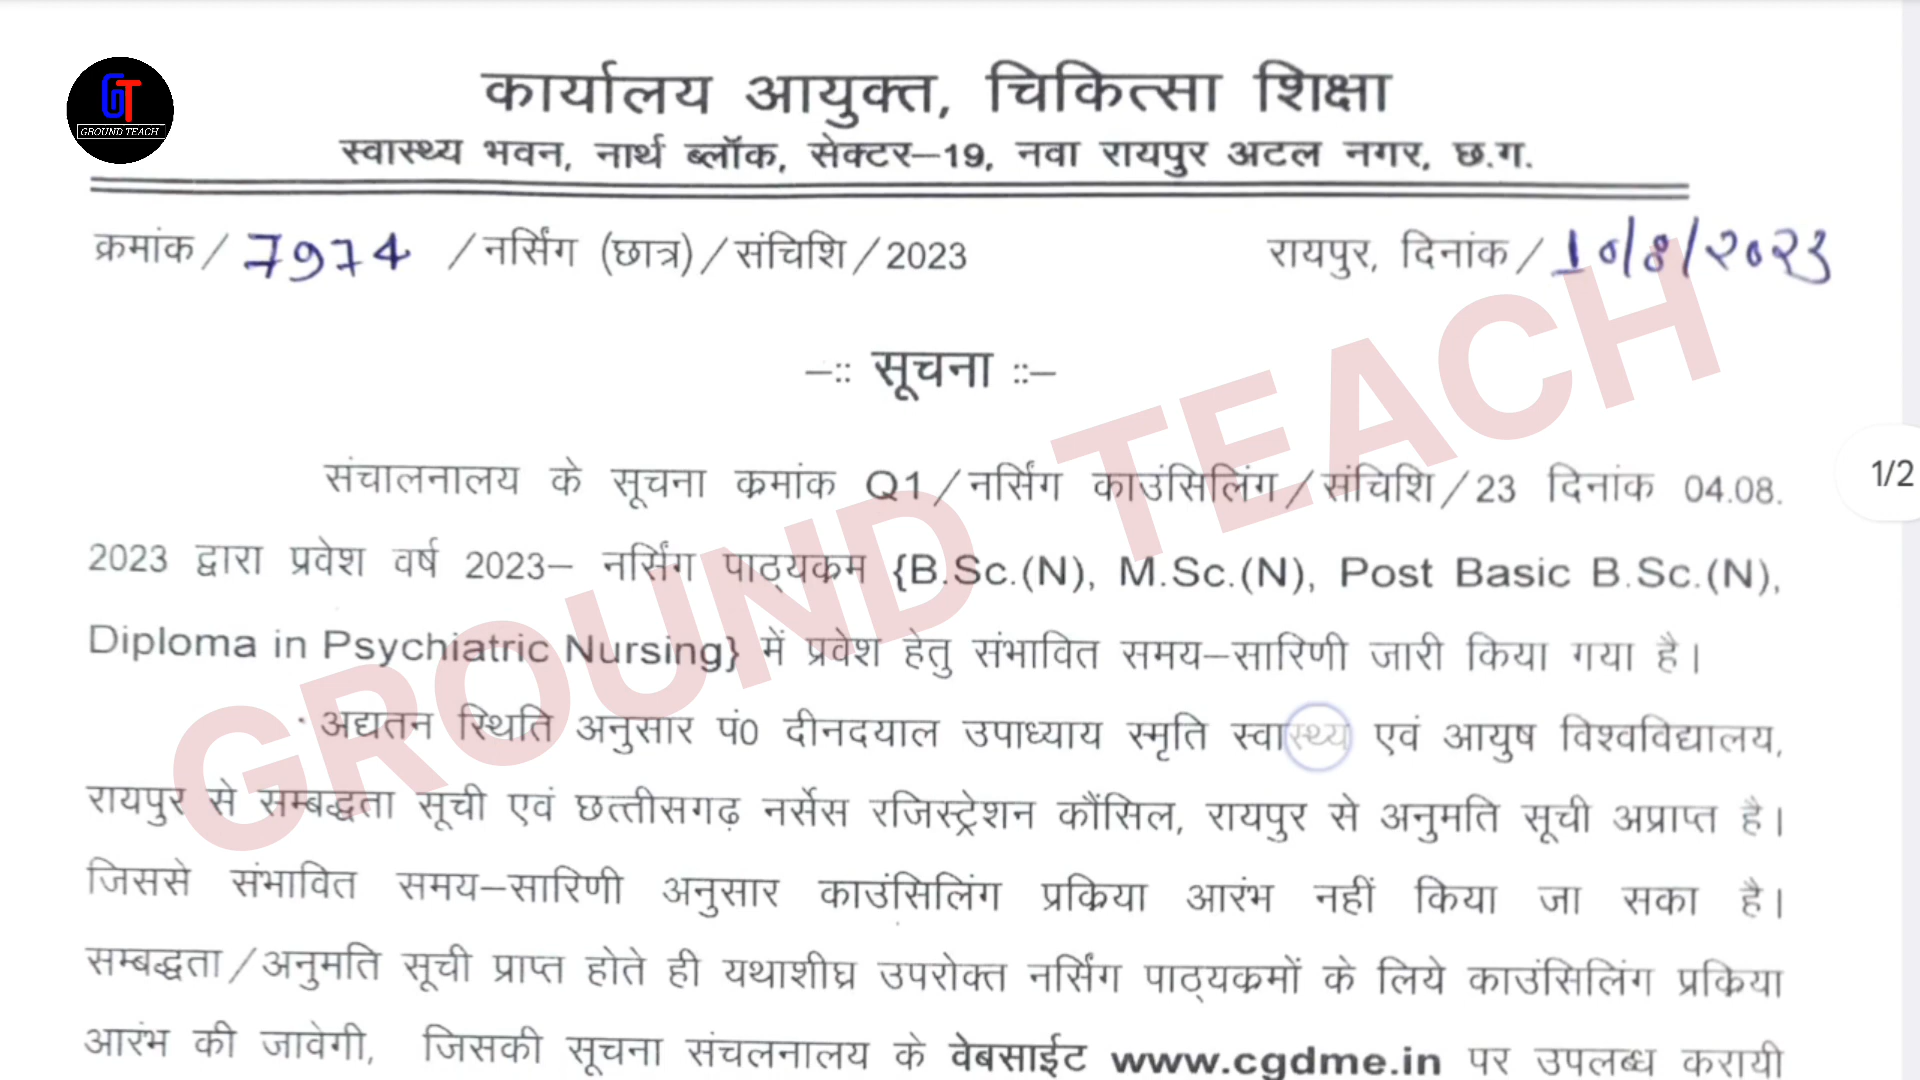 GT
GROUND TEACH
कार्यालय आयुक्त, चिकित्सा शिक्षा
स्वास्थ्य भवन, नार्थ ब्लॉक, सेक्टर–19, नवा रायपुर अटल नगर, छ.ग.
क्रमांक/ 7974 /नर्सिंग (छात्र)/संचिशि/2023 रायपुर, दिनांक/ 10/8/२०२३
–:: सूचना ::–
संचालनालय के सूचना क्रमांक Q1/नर्सिंग काउंसिलिंग/संचिशि/23 दिनांक 04.08.
2023 द्वारा प्रवेश वर्ष 2023– नर्सिंग पाठ्यक्रम {B.Sc.(N), M.Sc.(N), Post Basic B.Sc.(N),
Diploma in Psychiatric Nursing} में प्रवेश हेतु संभावित समय–सारिणी जारी किया गया है।
अद्यतन स्थिति अनुसार पं0 दीनदयाल उपाध्याय स्मृति स्वास्थ्य एवं आयुष विश्वविद्यालय,
रायपुर से सम्बद्धता सूची एवं छत्तीसगढ़ नर्सेस रजिस्ट्रेशन कौंसिल, रायपुर से अनुमति सूची अप्राप्त है।
जिससे संभावित समय–सारिणी अनुसार काउंसिलिंग प्रक्रिया आरंभ नहीं किया जा सका है।
सम्बद्धता/अनुमति सूची प्राप्त होते ही यथाशीघ्र उपरोक्त नर्सिंग पाठ्यक्रमों के लिये काउंसिलिंग प्रक्रिया
आरंभ की जावेगी, जिसकी सूचना संचलनालय के वेबसाईट www.cgdme.in पर उपलब्ध करायी
GROUND TEACH
1/2